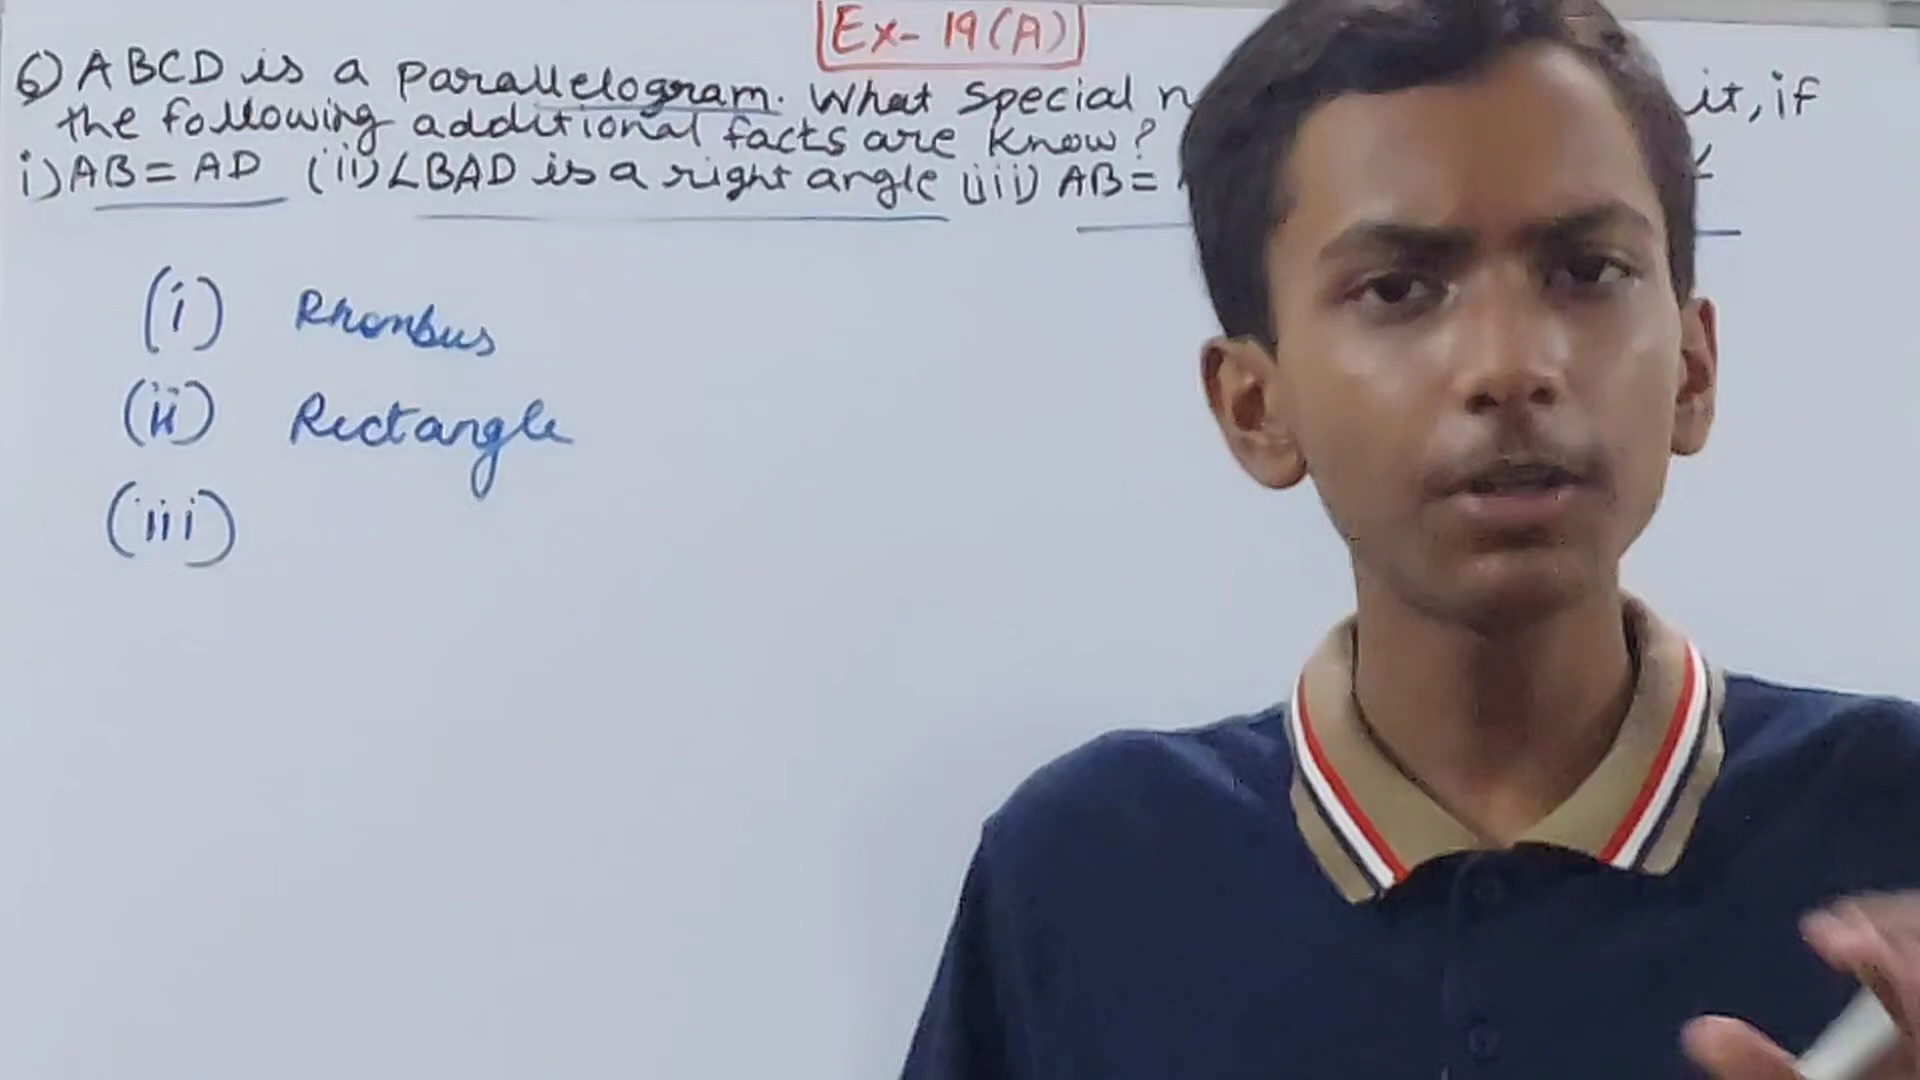 Ex- 19(A)
6) ABCD is a parallelogram. What special it, if
the following additional facts are know?
i) AB = AD (ii) ∠BAD is a right angle (iii) AB =
(i) Rhombus
(ii) Rectangle
(iii)